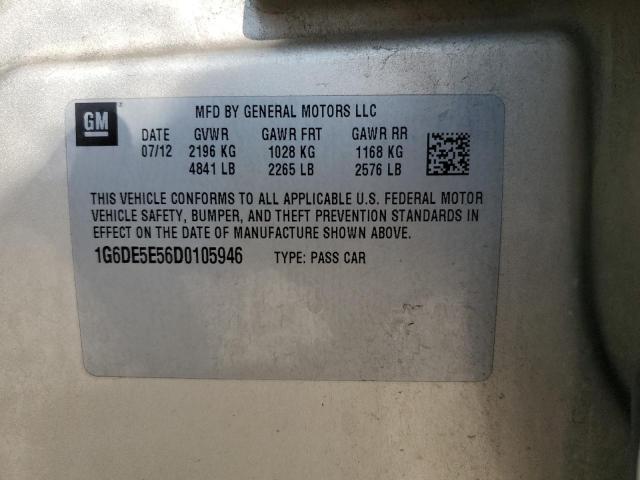 GM
MFD BY GENERAL MOTORS LLC
DATE GVWR GAWR FRT GAWR RR
07/12 2196 KG 1028 KG 1168 KG
4841 LB 2265 LB 2576 LB
THIS VEHICLE CONFORMS TO ALL APPLICABLE U.S. FEDERAL MOTOR
VEHICLE SAFETY, BUMPER, AND THEFT PREVENTION STANDARDS IN
EFFECT ON THE DATE OF MANUFACTURE SHOWN ABOVE.
1G6DE5E56D0105946 TYPE: PASS CAR